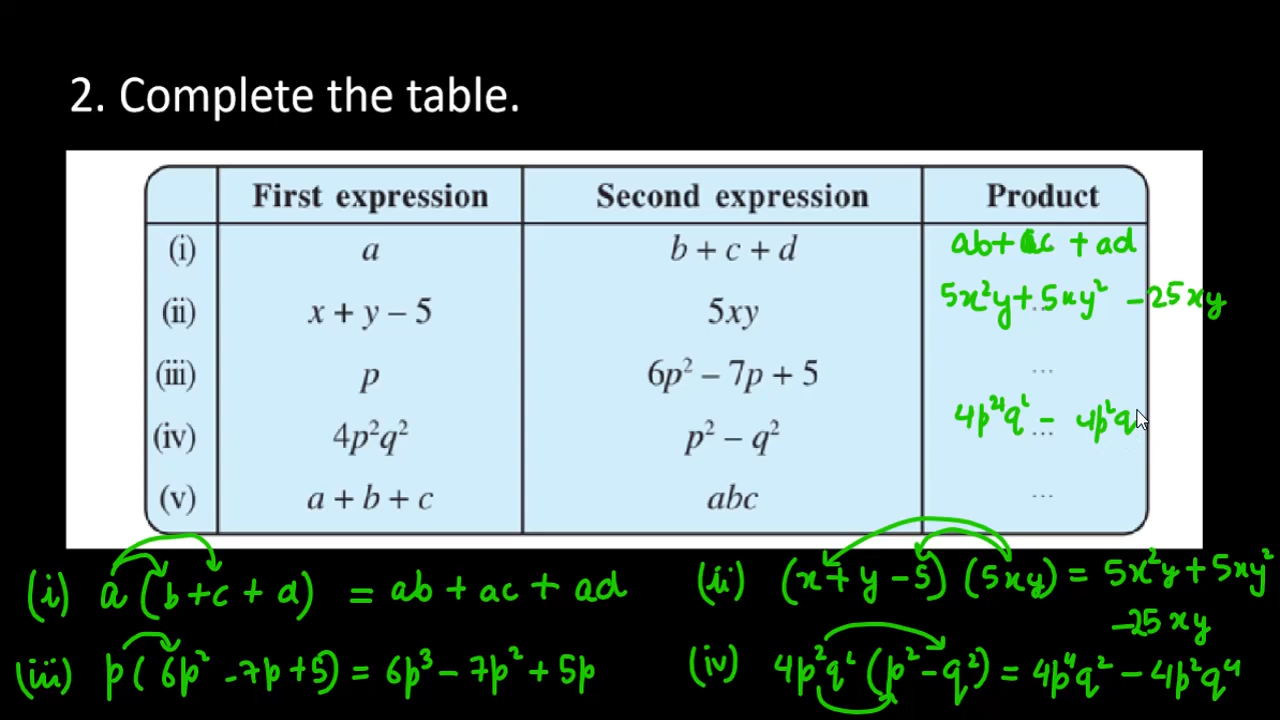 2. Complete the table.
First expression Second expression Product
(i) a b + c + d ab + ac + ad
(ii) x + y – 5 5xy 5x²y + 5xy² – 25xy
(iii) p 6p² – 7p + 5 ...
(iv) 4p²q² p² – q² 4p⁴q² – 4p²q
(v) a + b + c abc ...
(i) a (b + c + d) = ab + ac + ad
(ii) (x + y – 5) (5xy) = 5x²y + 5xy²
– 25xy
(iii) p ( 6p² – 7p + 5) = 6p³ – 7p² + 5p
(iv) 4p²q² (p² – q²) = 4p⁴q² – 4p²q⁴